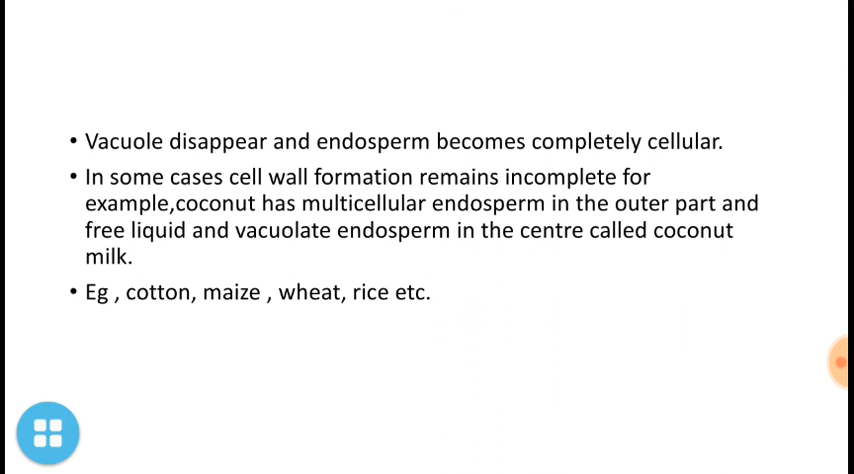 • Vacuole disappear and endosperm becomes completely cellular.
• In some cases cell wall formation remains incomplete for
example,coconut has multicellular endosperm in the outer part and
free liquid and vacuolate endosperm in the centre called coconut
milk.
• Eg , cotton, maize , wheat, rice etc.